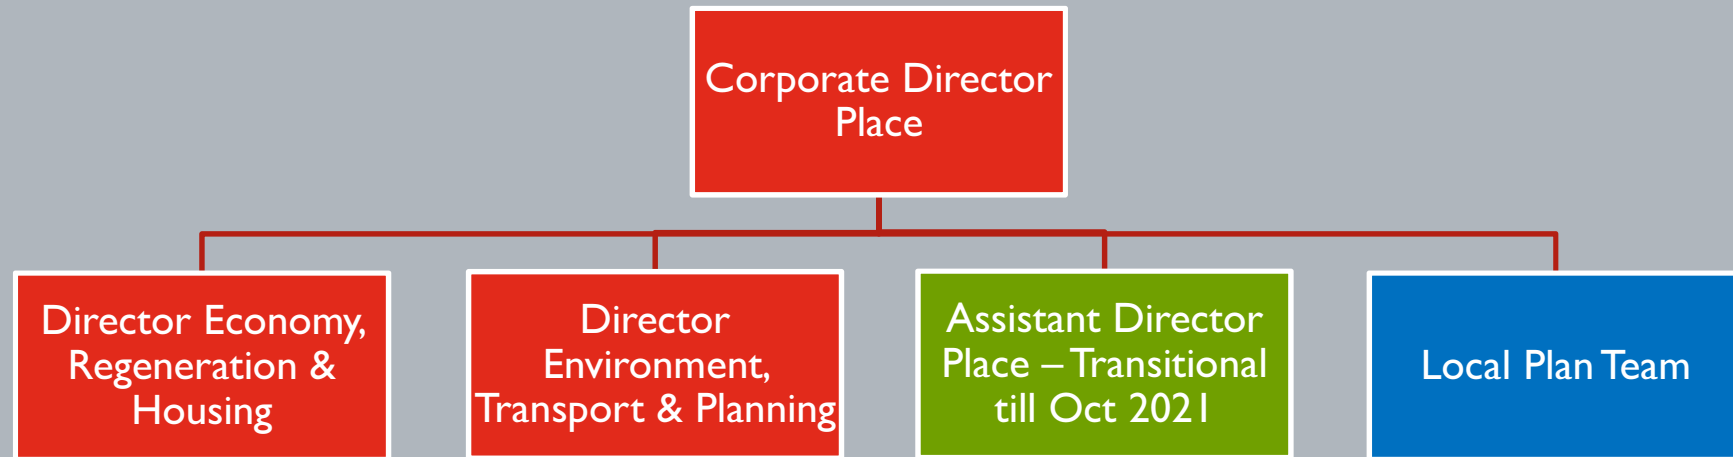 Corporate Director
Place
Director Economy,
Regeneration &
Housing
Director
Environment,
Transport & Planning
Assistant Director
Place – Transitional
till Oct 2021
Local Plan Team